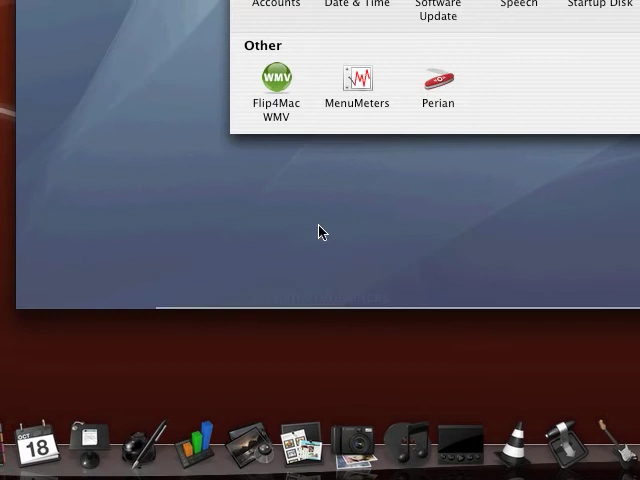 Accounts Date & Time Software Update Speech Startup Disk
Other
WMV
Flip4Mac WMV MenuMeters Perian
OCT
18